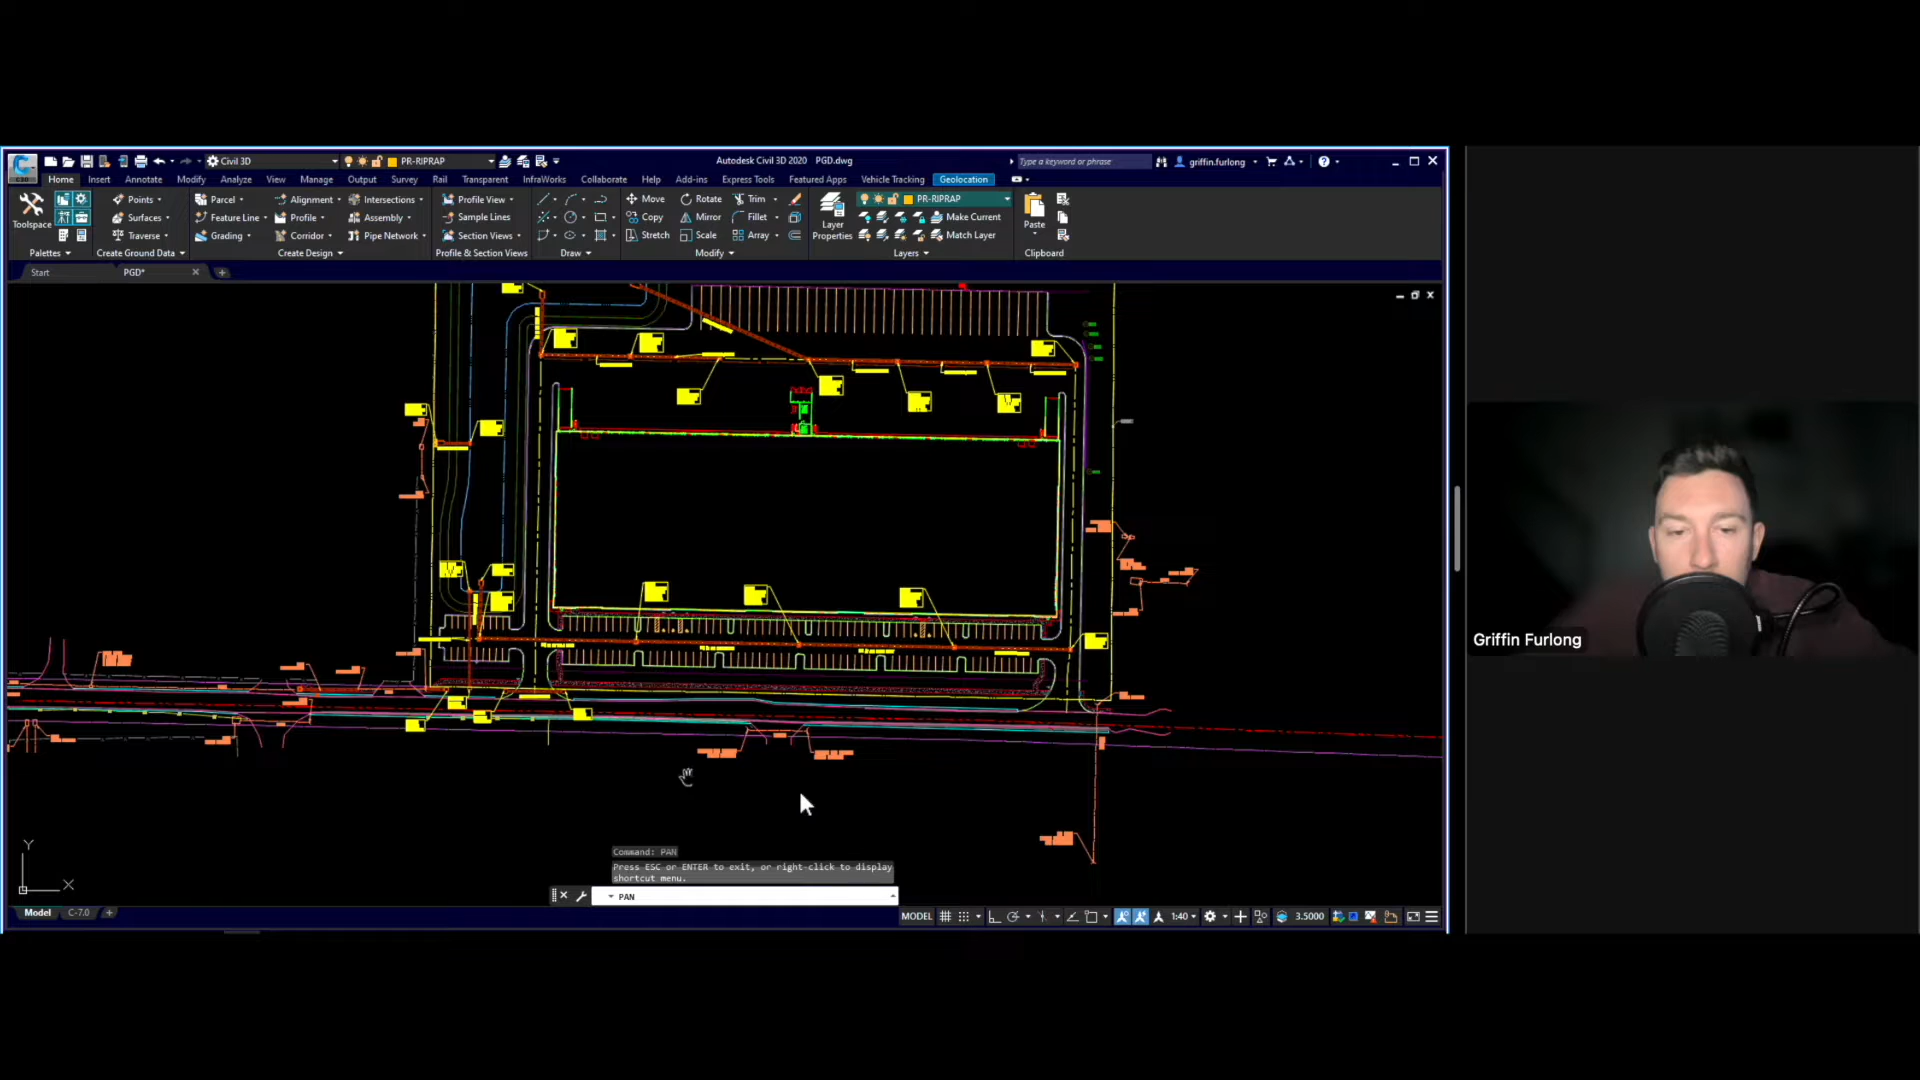 Civil 3D
PR-RIPRAP
Autodesk Civil 3D 2020 PGD.dwg
Type a keyword or phrase
griffin.furlong
Home Insert Annotate Modify Analyze View Manage Output Survey Rail Transparent InfraWorks Collaborate Help Add-ins Express Tools Featured Apps Vehicle Tracking Geolocation
Toolspace
Palettes
Points
Surfaces
Traverse
Create Ground Data
Parcel
Feature Line
Grading
Alignment
Profile
Corridor
Intersections
Assembly
Pipe Network
Create Design
Profile View
Sample Lines
Section Views
Profile & Section Views
Draw
Move
Copy
Stretch
Rotate
Mirror
Scale
Trim
Fillet
Array
Modify
Layer
Properties
PR-RIPRAP
Make Current
Match Layer
Layers
Paste
Clipboard
Start
PGD*
Griffin Furlong
Y
X
Command: PAN
Press ESC or ENTER to exit, or right-click to display
shortcut menu.
PAN
Model C-7.0
MODEL
1:40
3.5000